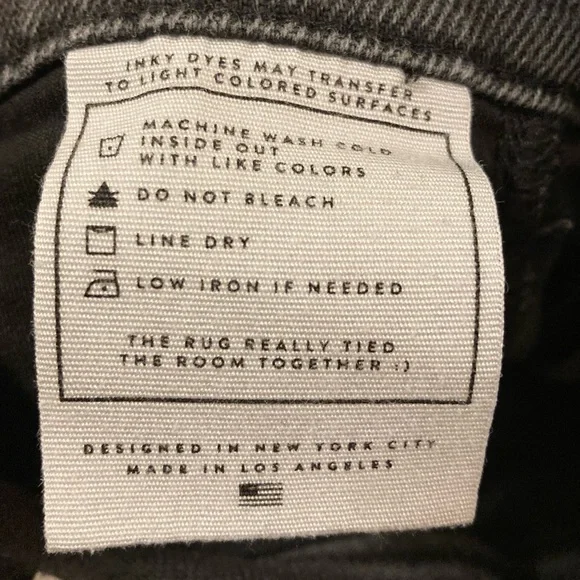 INKY DYES MAY TRANSFER
TO LIGHT COLORED SURFACES
MACHINE WASH COLD
INSIDE OUT
WITH LIKE COLORS
DO NOT BLEACH
LINE DRY
LOW IRON IF NEEDED
THE RUG REALLY TIED
THE ROOM TOGETHER :)
DESIGNED IN NEW YORK CITY
MADE IN LOS ANGELES